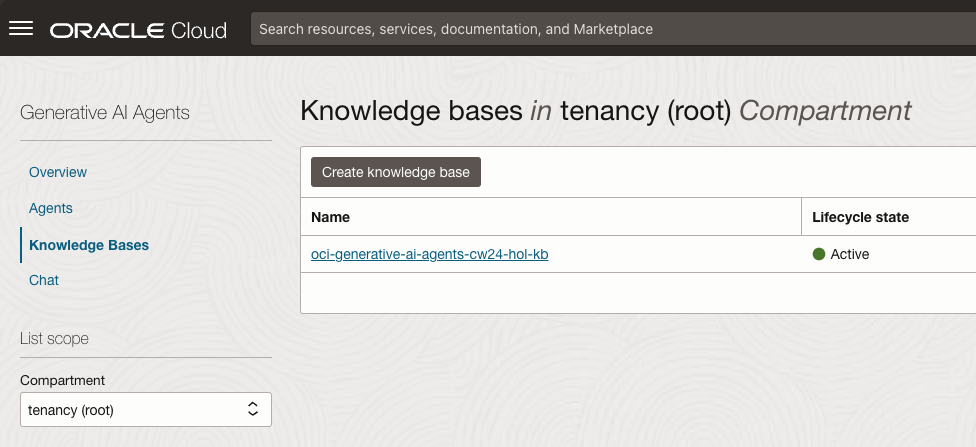 ORACLE Cloud
Search resources, services, documentation, and Marketplace
Generative AI Agents
Overview
Agents
Knowledge Bases
Chat
List scope
Compartment
tenancy (root)
Knowledge bases in tenancy (root) Compartment
Create knowledge base
Name
Lifecycle state
oci-generative-ai-agents-cw24-hol-kb
Active